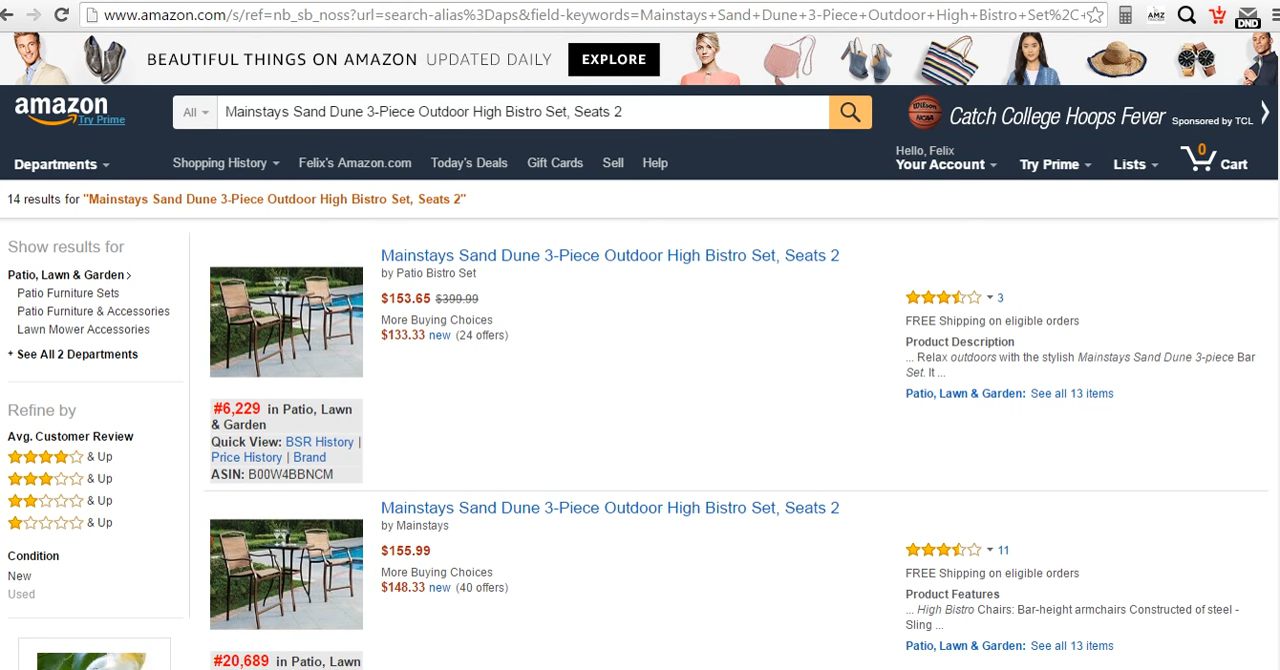 www.amazon.com/s/ref=nb_sb_noss?url=search-alias%3Daps&field-keywords=Mainstays+Sand+Dune+3-Piece+Outdoor+High+Bistro+Set%2C+
AMZ
DND
BEAUTIFUL THINGS ON AMAZON UPDATED DAILY EXPLORE
amazon
Try Prime
All
Mainstays Sand Dune 3-Piece Outdoor High Bistro Set, Seats 2
Wilson
NCAA
Catch College Hoops Fever Sponsored by TCL
Departments
Shopping History Felix's Amazon.com Today's Deals Gift Cards Sell Help
Hello, Felix
Your Account Try Prime Lists 0 Cart
14 results for "Mainstays Sand Dune 3-Piece Outdoor High Bistro Set, Seats 2"
Show results for
Patio, Lawn & Garden
Patio Furniture Sets
Patio Furniture & Accessories
Lawn Mower Accessories
+ See All 2 Departments
Refine by
Avg. Customer Review
& Up
& Up
& Up
& Up
Condition
New
Used
Mainstays Sand Dune 3-Piece Outdoor High Bistro Set, Seats 2
by Patio Bistro Set
$153.65 $399.99
More Buying Choices
$133.33 new (24 offers)
3
FREE Shipping on eligible orders
Product Description
... Relax outdoors with the stylish Mainstays Sand Dune 3-piece Bar
Set. It ...
Patio, Lawn & Garden: See all 13 items
#6,229 in Patio, Lawn
& Garden
Quick View: BSR History |
Price History | Brand
ASIN: B00W4BBNCM
Mainstays Sand Dune 3-Piece Outdoor High Bistro Set, Seats 2
by Mainstays
$155.99
More Buying Choices
$148.33 new (40 offers)
11
FREE Shipping on eligible orders
Product Features
... High Bistro Chairs: Bar-height armchairs Constructed of steel -
Sling ...
Patio, Lawn & Garden: See all 13 items
#20,689 in Patio, Lawn